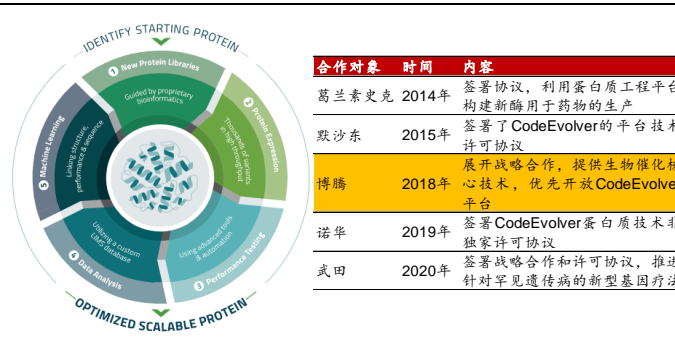 IDENTIFY STARTING PROTEIN
1 New Protein Libraries
Guided by proprietary
bioinformatics
2 Protein Expression
Thousands of variants
in high throughput
3 Performance Testing
Using advanced tools
& automation
4 Data Analysis
Utilizing a custom
LIMS database
5 Machine Learning
Linking structure,
performance & sequence
OPTIMIZED SCALABLE PROTEIN
合作对象 时间 内容
葛兰素史克 2014年 签署协议，利用蛋白质工程平台
构建新酶用于药物的生产
默沙东 2015年 签署了CodeEvolver的平台技术
许可协议
博腾 2018年 展开战略合作，提供生物催化核
心技术，优先开放CodeEvolve
平台
诺华 2019年 签署CodeEvolver蛋白质技术非
独家许可协议
武田 2020年 签署战略合作和许可协议，推进
针对罕见遗传病的新型基因疗法